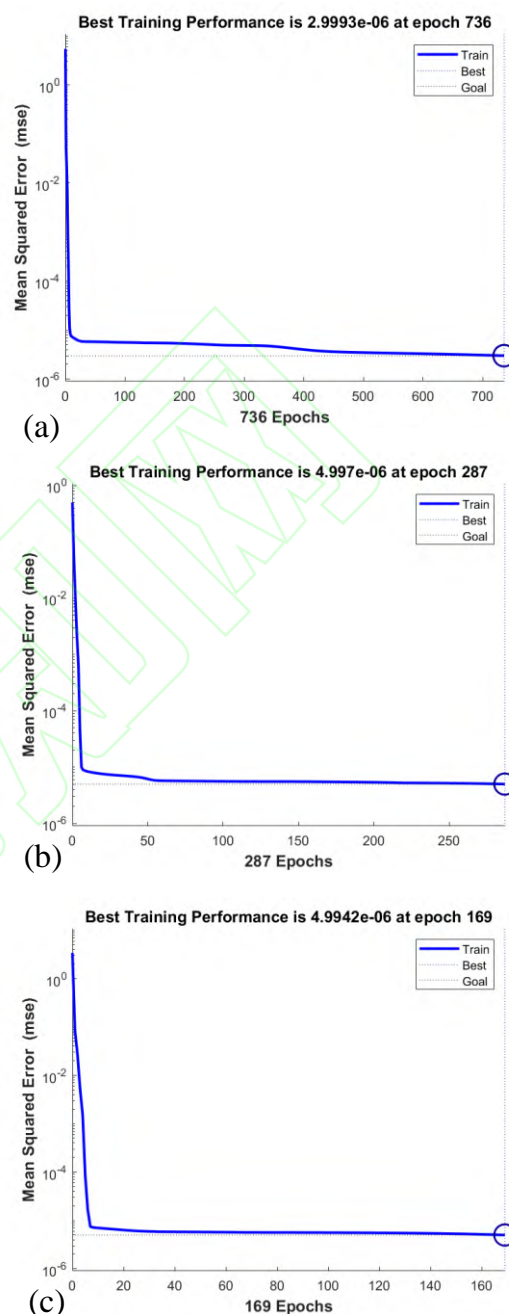 Best Training Performance is 2.9993e-06 at epoch 736
Mean Squared Error (mse)
10^0
10^-2
10^-4
10^-6
Train
Best
Goal
0 100 200 300 400 500 600 700
736 Epochs
(a)
Best Training Performance is 4.997e-06 at epoch 287
Mean Squared Error (mse)
10^0
10^-2
10^-4
10^-6
Train
Best
Goal
0 50 100 150 200 250
287 Epochs
(b)
Best Training Performance is 4.9942e-06 at epoch 169
Mean Squared Error (mse)
10^0
10^-2
10^-4
10^-6
Train
Best
Goal
0 20 40 60 80 100 120 140 160
169 Epochs
(c)